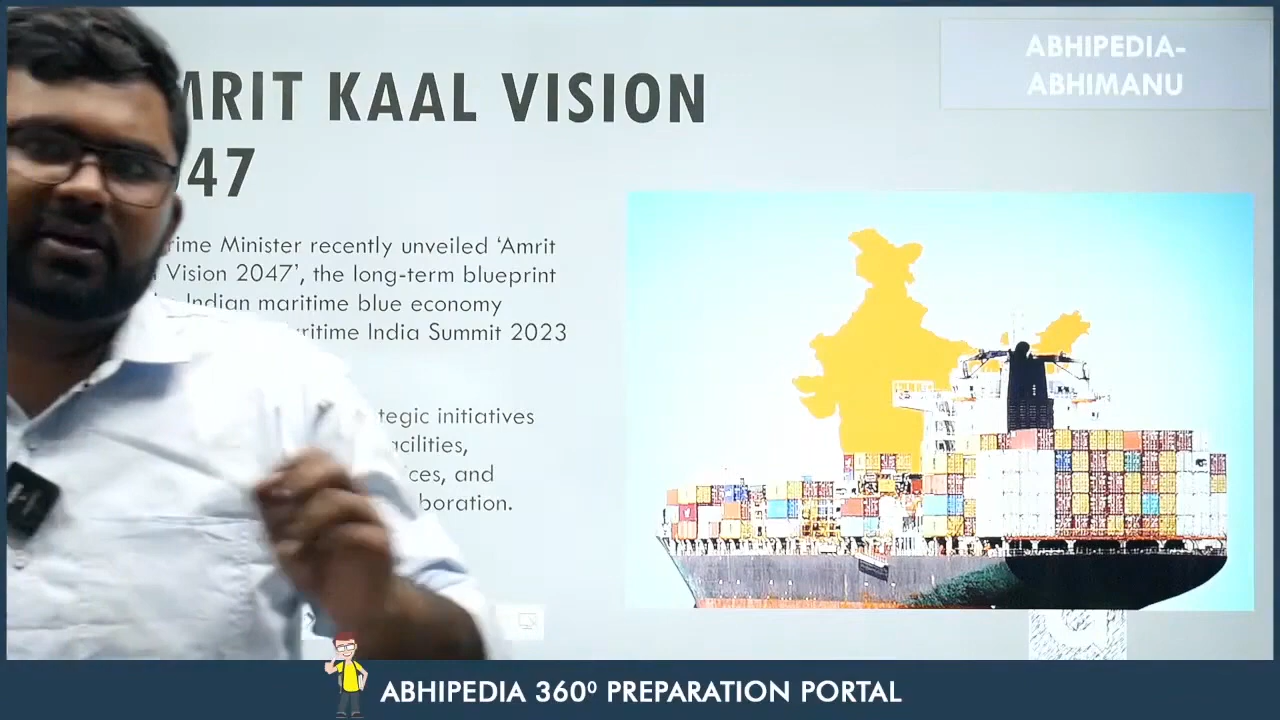 MRIT KAAL VISION
47
ABHIPEDIA-
ABHIMANU
rime Minister recently unveiled ‘Amrit
Vision 2047’, the long-term blueprint
Indian maritime blue economy
ritime India Summit 2023
tegic initiatives
acilities,
ces, and
boration.
ABHIPEDIA 360⁰ PREPARATION PORTAL